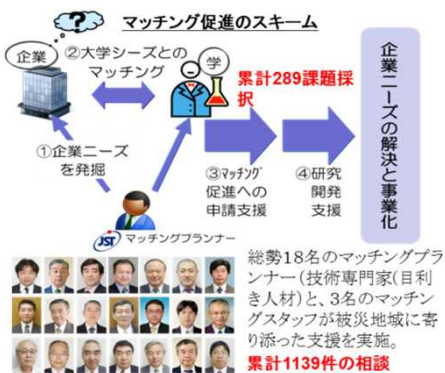 マッチング促進のスキーム
企業
②大学シーズとの
マッチング
学
累計289課題採
択
①企業ニーズ
を発掘
③ﾏｯﾁﾝｸﾞ
促進への
申請支援
④研究
開発
支援
企業ニーズの解決と事業化
JST
マッチングプランナー
総勢18名のマッチングプラ
ンナー(技術専門家(目利
き人材)と、3名のマッチン
グスタッフが被災地域に寄
り添った支援を実施。
累計1139件の相談